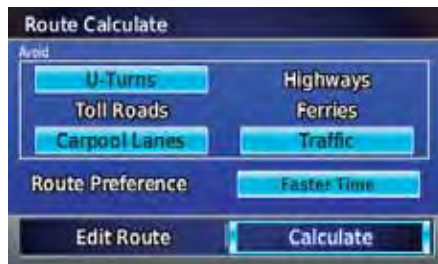 Route Calculate
Avoid
U-Turns Highways
Toll Roads Ferries
Carpool Lanes Traffic
Route Preference Faster Time
Edit Route Calculate